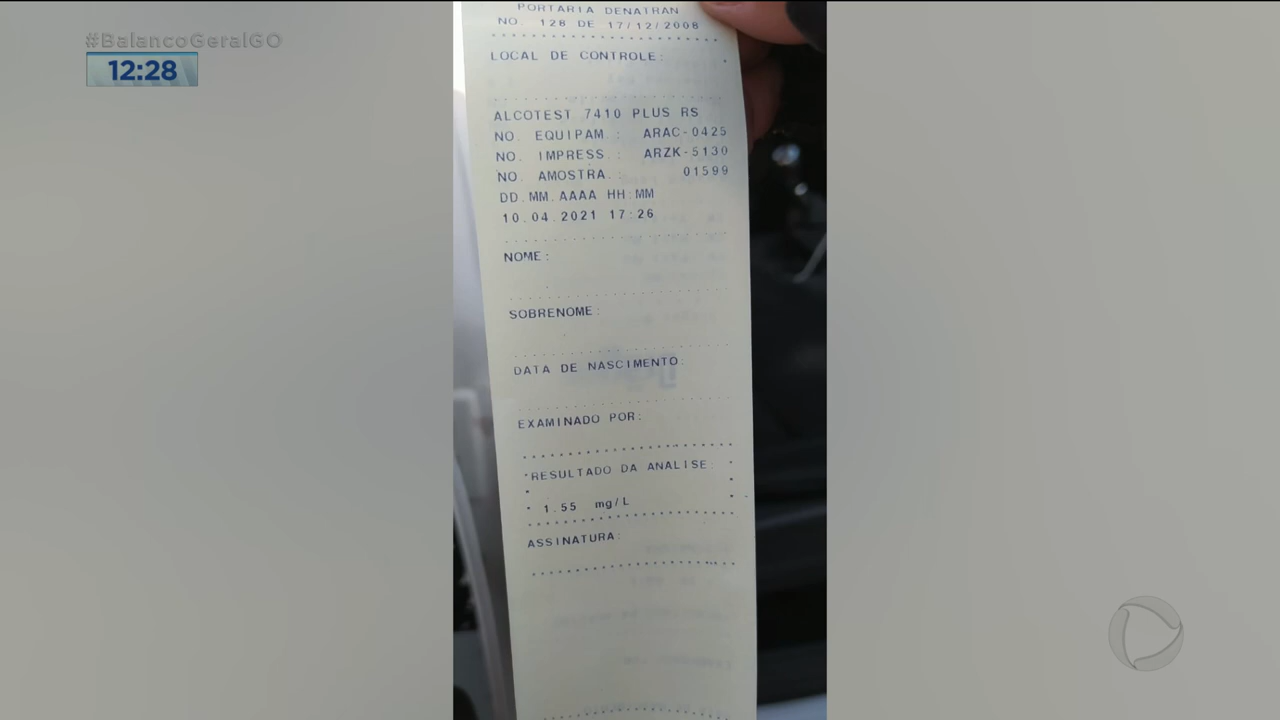 #BalancoGeralGO
12:28
PORTARIA DENATRAN
NO. 128 DE 17/12/2008
LOCAL DE CONTROLE:
ALCOTEST 7410 PLUS RS
NO. EQUIPAM.: ARAC-0425
NO. IMPRESS.: ARZK-5130
NO. AMOSTRA.: 01599
DD.MM.AAAA HH:MM
10.04.2021 17:26
NOME:
SOBRENOME:
DATA DE NASCIMENTO:
EXAMINADO POR:
RESULTADO DA ANALISE:
1.55 mg/L
ASSINATURA: